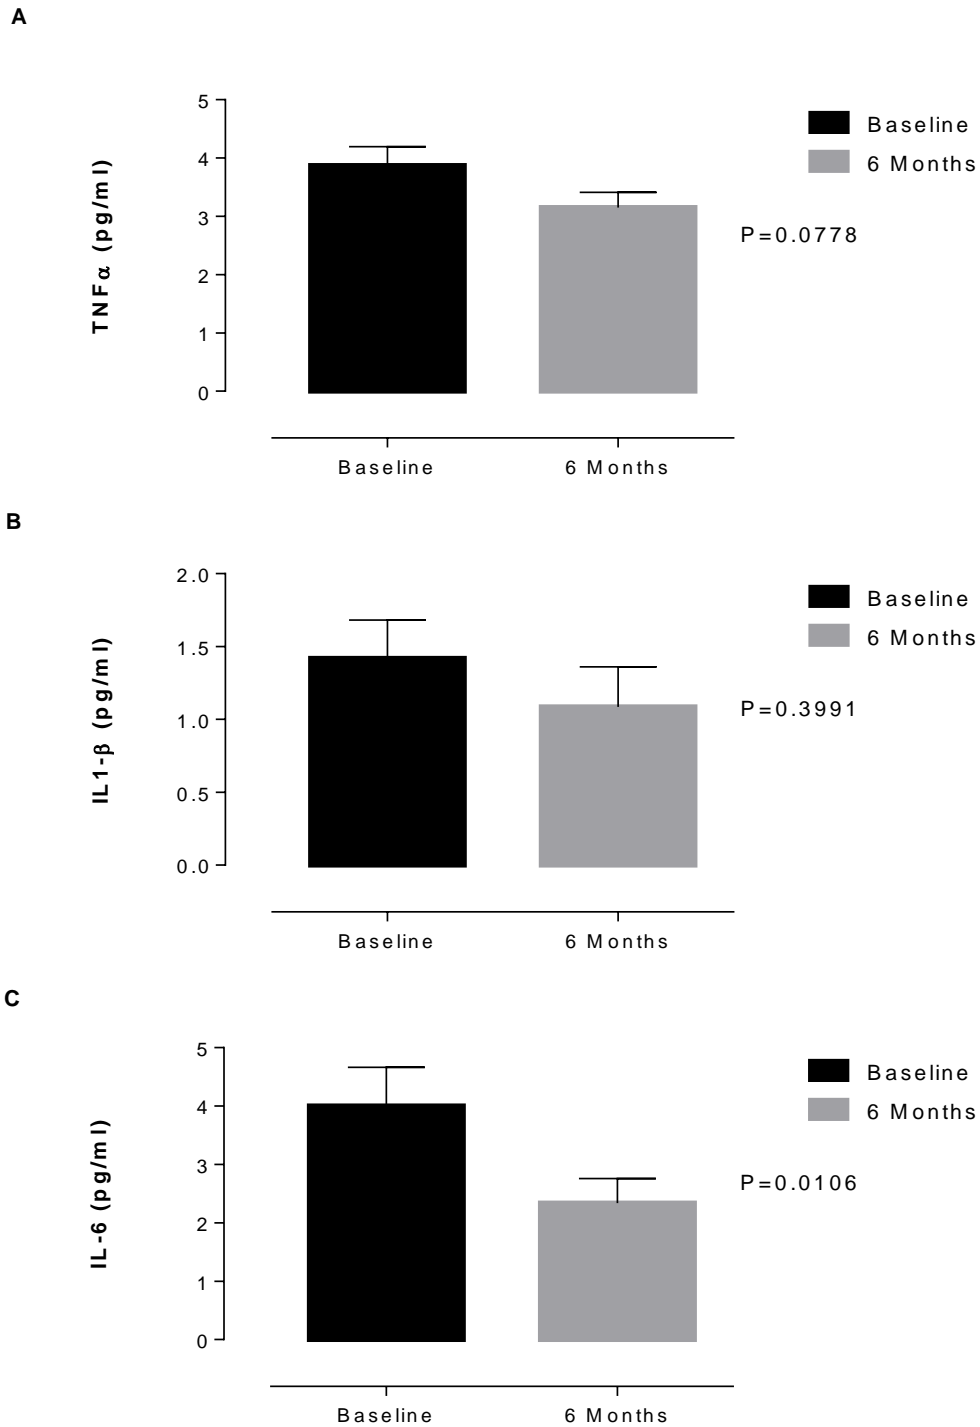 A
TNFα (pg/ml)
5
4
3
2
1
0
Baseline
6 Months
P=0.0778
Baseline
6 Months
B
IL1-β (pg/ml)
2.0
1.5
1.0
0.5
0.0
Baseline
6 Months
P=0.3991
Baseline
6 Months
C
IL-6 (pg/ml)
5
4
3
2
1
0
Baseline
6 Months
P=0.0106
Baseline
6 Months